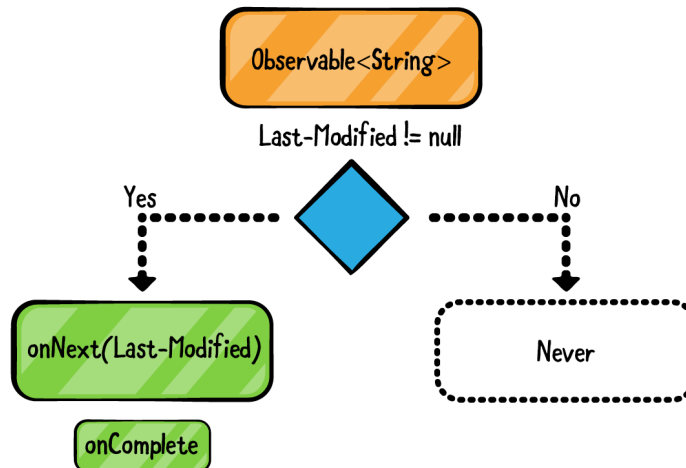 Observable<String>
Last-Modified != null
Yes
No
onNext(Last-Modified)
Never
onComplete